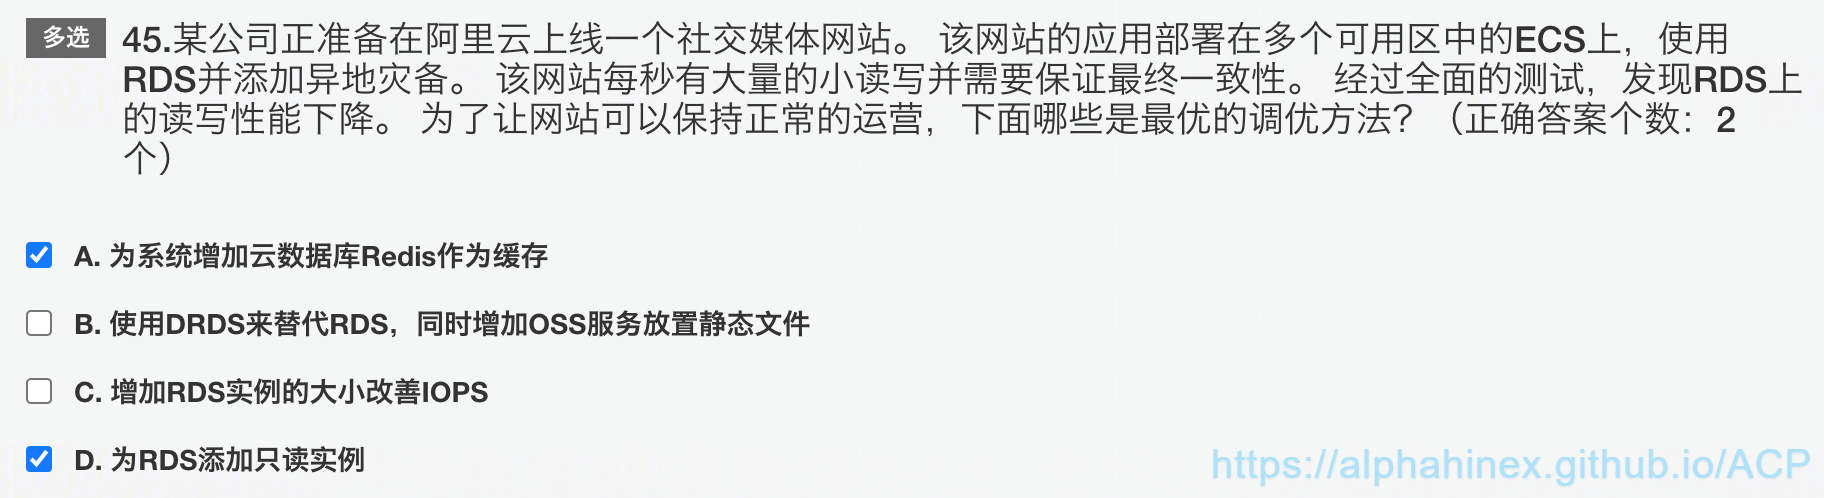 多选
45.某公司正准备在阿里云上线一个社交媒体网站。 该网站的应用部署在多个可用区中的ECS上，使用
RDS并添加异地灾备。 该网站每秒有大量的小读写并需要保证最终一致性。 经过全面的测试，发现RDS上
的读写性能下降。 为了让网站可以保持正常的运营，下面哪些是最优的调优方法？（正确答案个数：2
个）
A. 为系统增加云数据库Redis作为缓存
B. 使用DRDS来替代RDS，同时增加OSS服务放置静态文件
C. 增加RDS实例的大小改善IOPS
D. 为RDS添加只读实例
https://alphahinex.github.io/ACP